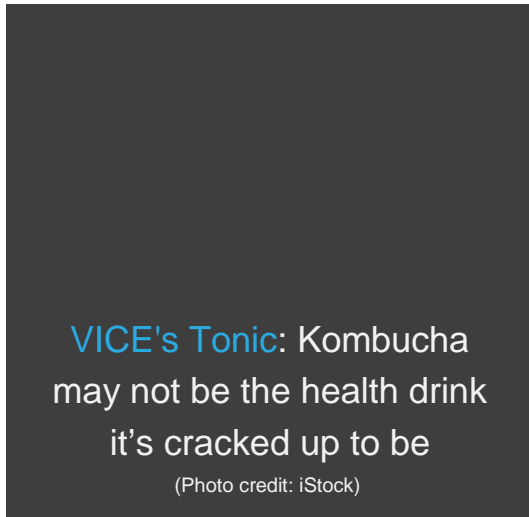 VICE's Tonic: Kombucha
may not be the health drink
it’s cracked up to be
(Photo credit: iStock)